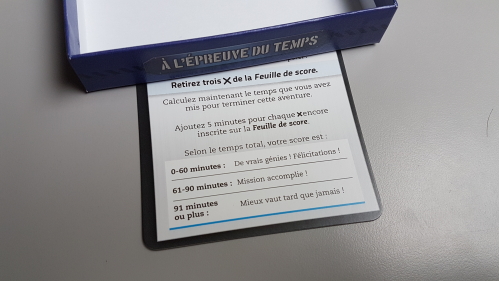 À L'ÉPREUVE DU TEMPS
Retirez trois X de la Feuille de score.
Calculez maintenant le temps que vous avez
mis pour terminer cette aventure.
Ajoutez 5 minutes pour chaque X encore
inscrite sur la Feuille de score.
Selon le temps total, votre score est :
0-60 minutes : De vrais génies ! Félicitations !
61-90 minutes : Mission accomplie !
91 minutes
ou plus : Mieux vaut tard que jamais !